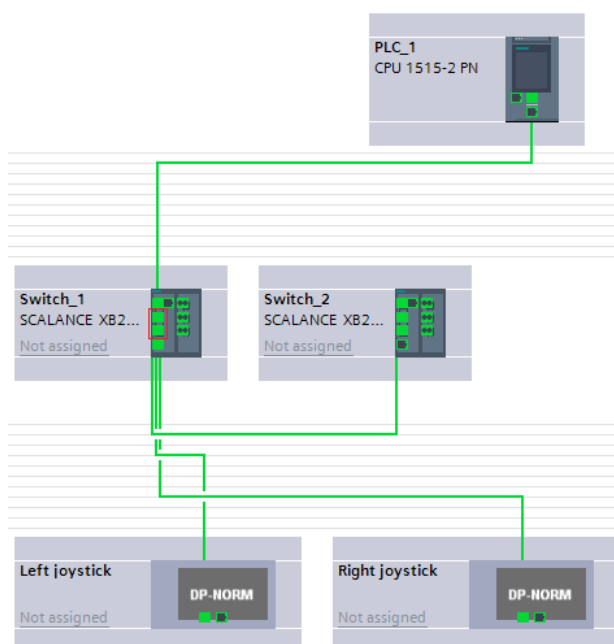 PLC_1
CPU 1515-2 PN
Switch_1
SCALANCE XB2...
Not assigned
Switch_2
SCALANCE XB2...
Not assigned
Left joystick
DP-NORM
Not assigned
Right joystick
DP-NORM
Not assigned